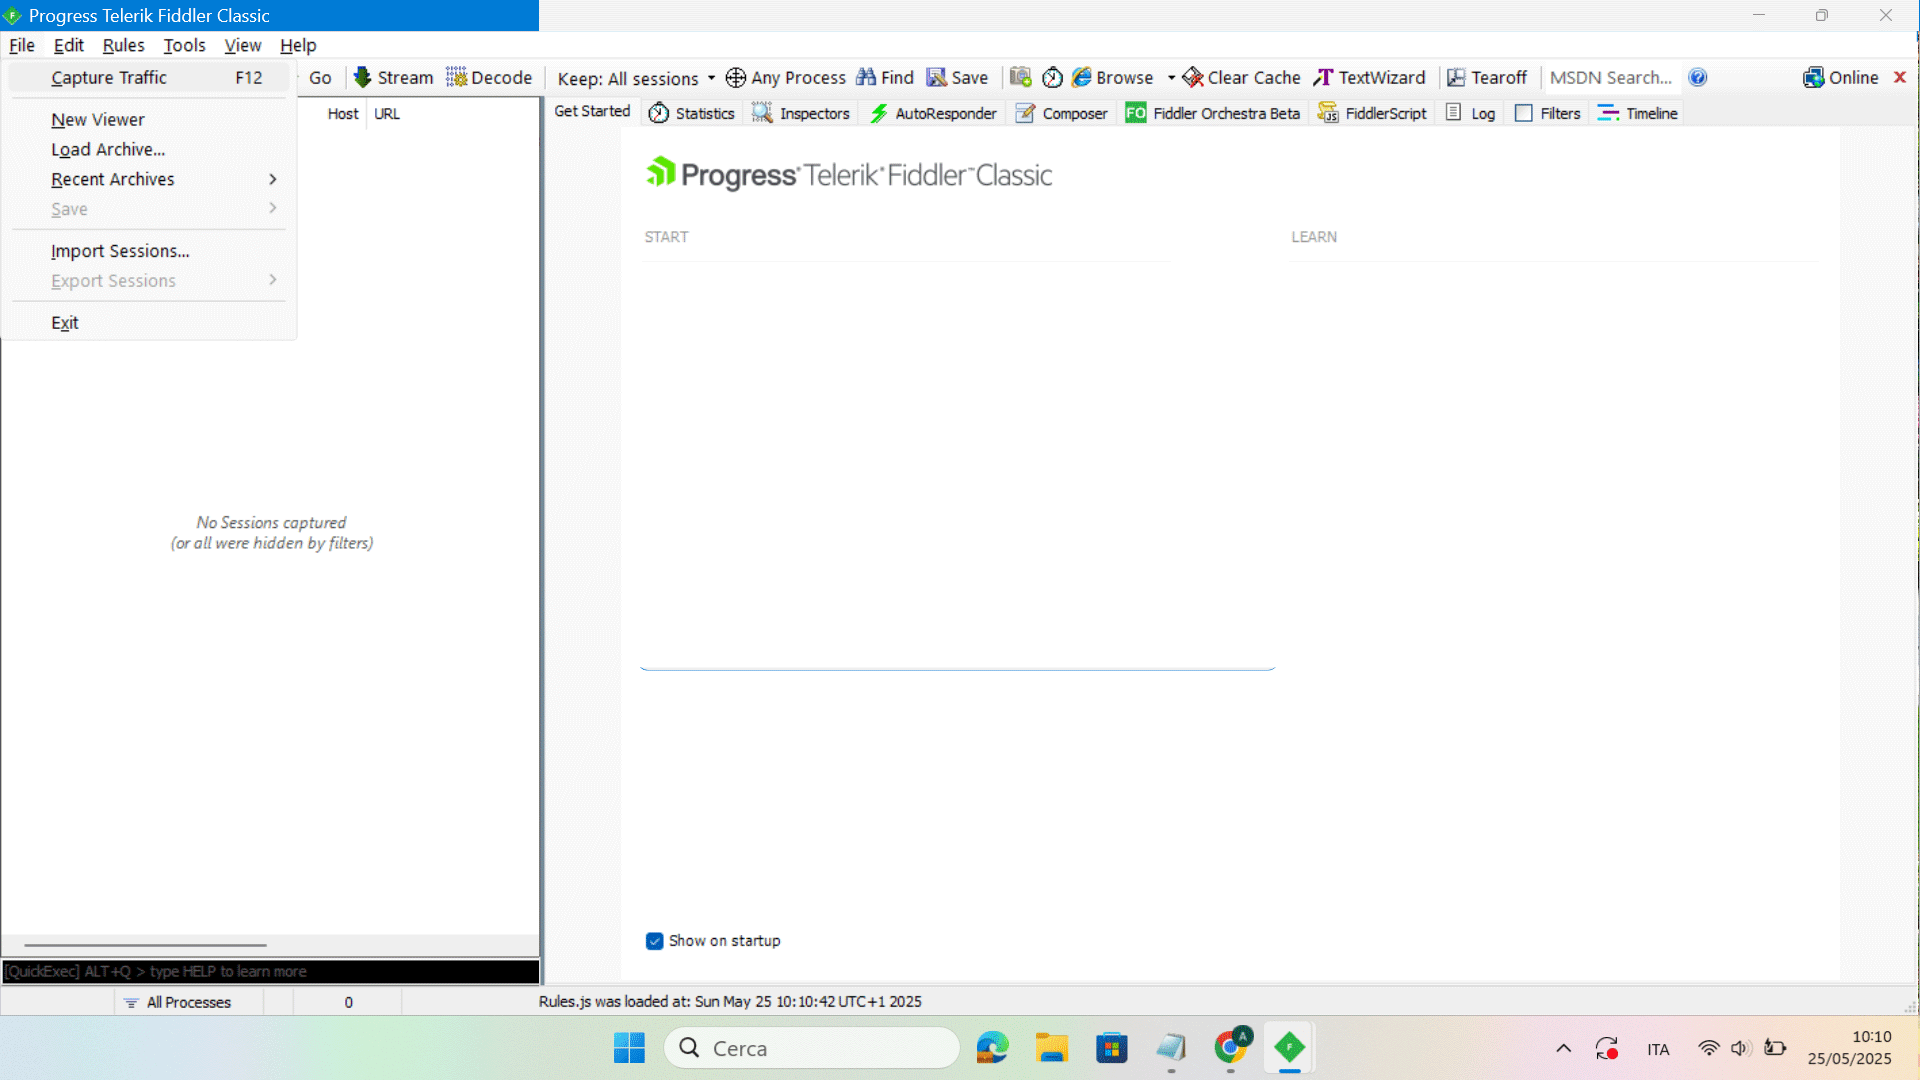 Progress Telerik Fiddler Classic
File Edit Rules Tools View Help
Capture Traffic F12
Go Stream Decode Keep: All sessions Any Process Find Save Browse Clear Cache TextWizard Tearoff MSDN Search... Online
Host URL
Get Started Statistics Inspectors AutoResponder Composer FO Fiddler Orchestra Beta FiddlerScript Log Filters Timeline
New Viewer
Load Archive...
Recent Archives
Save
Import Sessions...
Export Sessions
Exit
Progress® Telerik® Fiddler™ Classic
START LEARN
No Sessions captured
(or all were hidden by filters)
Show on startup
[QuickExec] ALT+Q > type HELP to learn more
All Processes 0 Rules.js was loaded at: Sun May 25 10:10:42 UTC+1 2025
Cerca
A
ITA
10:10
25/05/2025